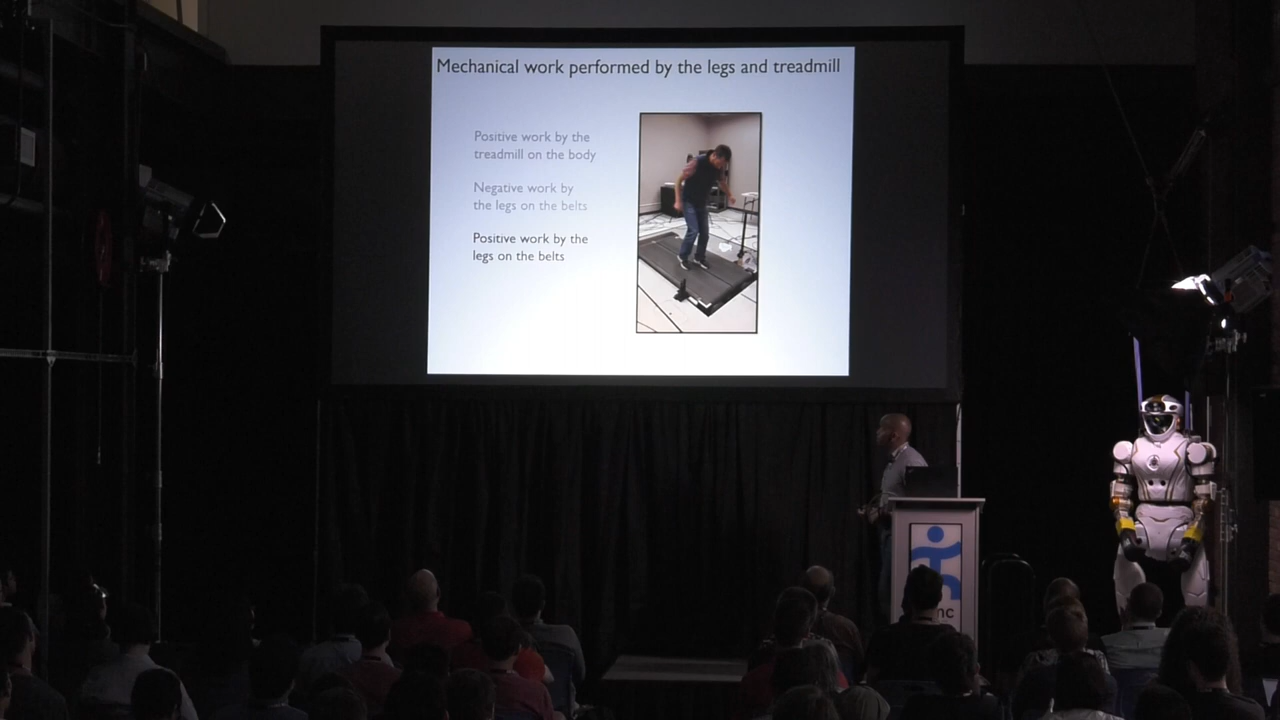 Mechanical work performed by the legs and treadmill
Positive work by the
treadmill on the body
Negative work by
the legs on the belts
Positive work by the
legs on the belts